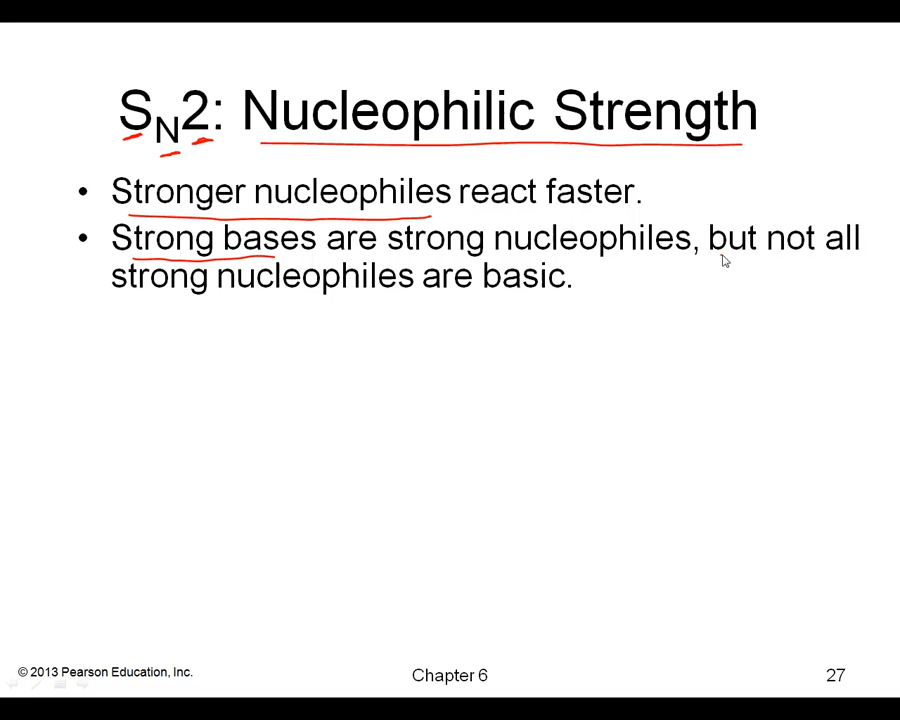 SN2: Nucleophilic Strength
• Stronger nucleophiles react faster.
• Strong bases are strong nucleophiles, but not all
strong nucleophiles are basic.
© 2013 Pearson Education, Inc.
Chapter 6
27